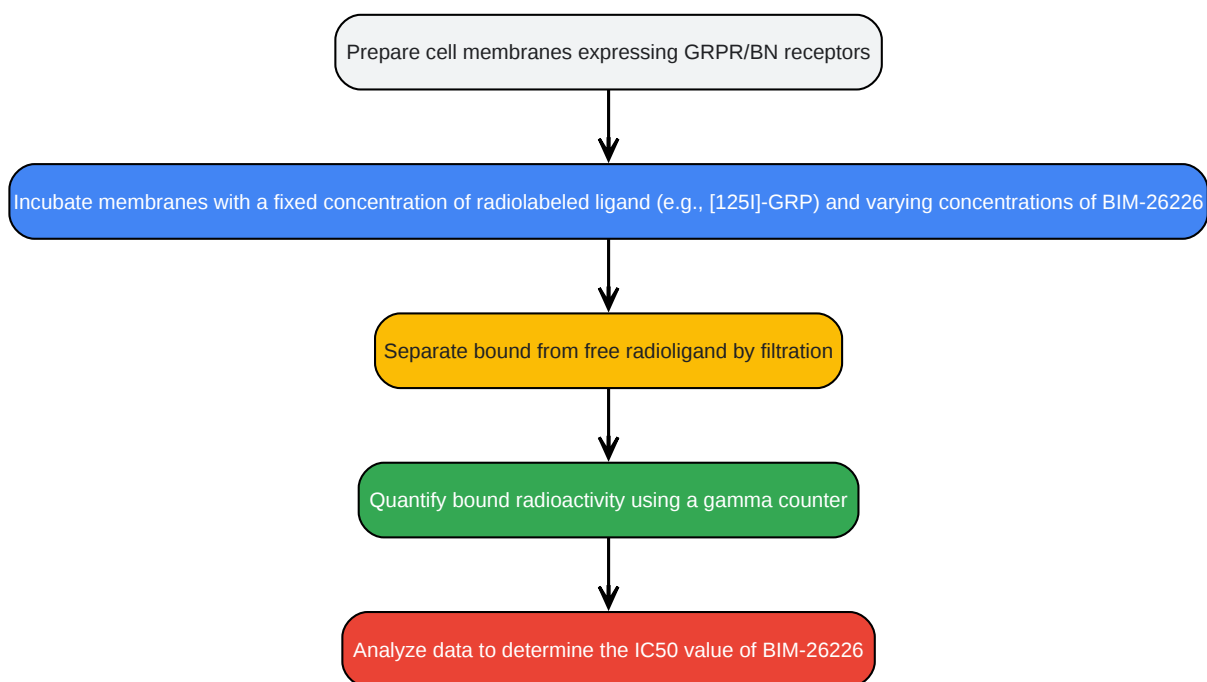 Prepare cell membranes expressing GRPR/BN receptors
Incubate membranes with a fixed concentration of radiolabeled ligand (e.g., [125I]-GRP) and varying concentrations of BIM-26226
Separate bound from free radioligand by filtration
Quantify bound radioactivity using a gamma counter
Analyze data to determine the IC50 value of BIM-26226